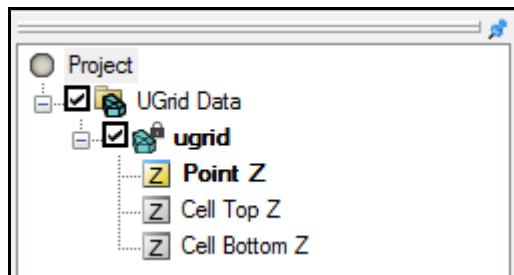 Project
UGrid Data
ugrid
Z Point Z
Z Cell Top Z
Z Cell Bottom Z